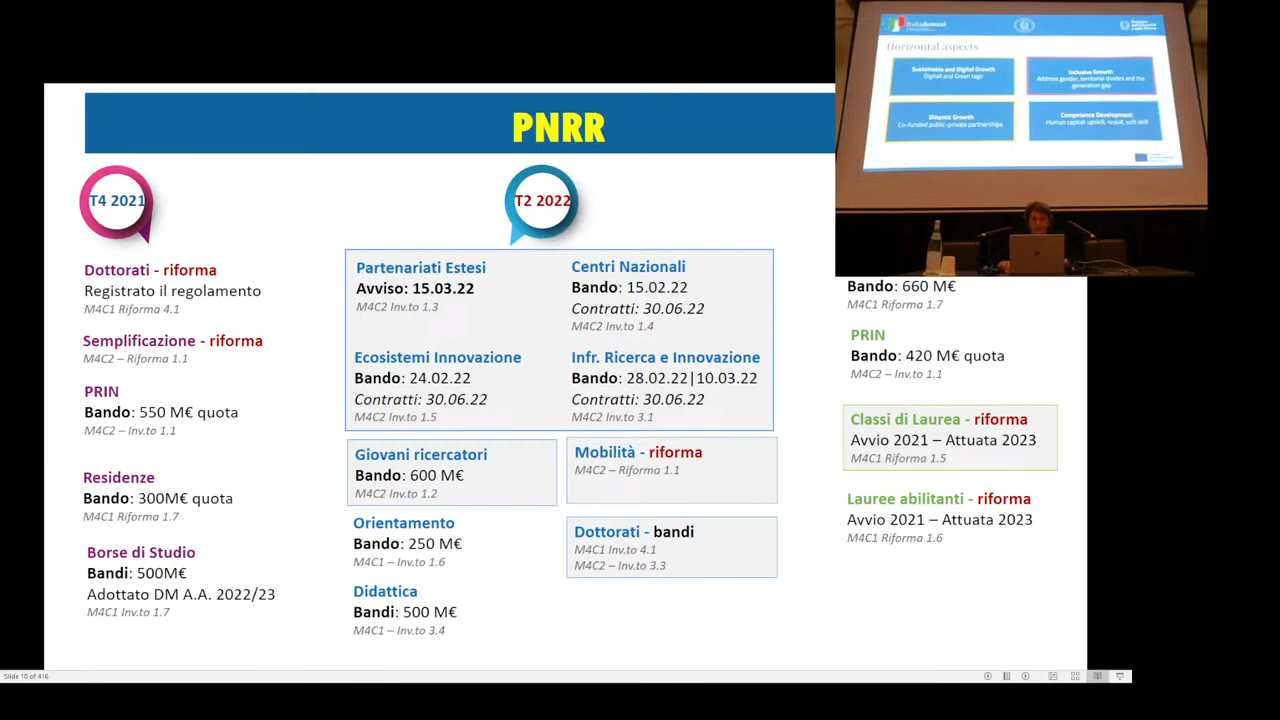 PNRR
T4 2021
Dottorati - riforma
Registrato il regolamento
M4C1 Riforma 4.1
Semplificazione - riforma
M4C2 – Riforma 1.1
PRIN
Bando: 550 M€ quota
M4C2 – Inv.to 1.1
Residenze
Bando: 300M€ quota
M4C1 Riforma 1.7
Borse di Studio
Bandi: 500M€
Adottato DM A.A. 2022/23
M4C1 Inv.to 1.7
T2 2022
Partenariati Estesi
Avviso: 15.03.22
M4C2 Inv.to 1.3
Centri Nazionali
Bando: 15.02.22
Contratti: 30.06.22
M4C2 Inv.to 1.4
Ecosistemi Innovazione
Bando: 24.02.22
Contratti: 30.06.22
M4C2 Inv.to 1.5
Infr. Ricerca e Innovazione
Bando: 28.02.22|10.03.22
Contratti: 30.06.22
M4C2 Inv.to 3.1
Giovani ricercatori
Bando: 600 M€
M4C2 Inv.to 1.2
Mobilità - riforma
M4C2 – Riforma 1.1
Orientamento
Bando: 250 M€
M4C1 – Inv.to 1.6
Dottorati - bandi
M4C1 Inv.to 4.1
M4C2 – Inv.to 3.3
Didattica
Bandi: 500 M€
M4C1 – Inv.to 3.4
Bando: 660 M€
M4C1 Riforma 1.7
PRIN
Bando: 420 M€ quota
M4C2 – Inv.to 1.1
Classi di Laurea - riforma
Avvio 2021 – Attuata 2023
M4C1 Riforma 1.5
Lauree abilitanti - riforma
Avvio 2021 – Attuata 2023
M4C1 Riforma 1.6
Slide 10 of 416
Italiadomani
Horizontal aspects
Sustainable and Digital Growth
Digital and Green tags
Inclusive Growth
Address gender, territorial divides and the
generation gap
Dinamic Growth
Co-funded public-private partnerships
Competence Development
Human capital: upskill, reskill, soft skill